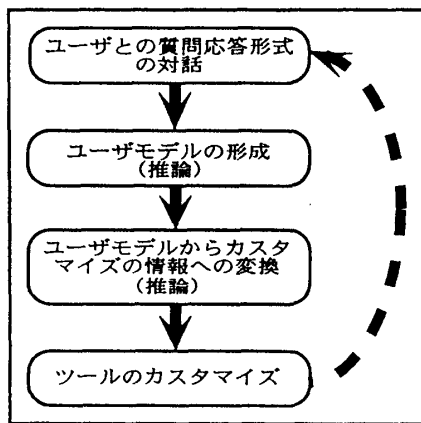 ユーザとの質問応答形式
の対話
ユーザモデルの形成
(推論)
ユーザモデルからカスタ
マイズの情報への変換
(推論)
ツールのカスタマイズ